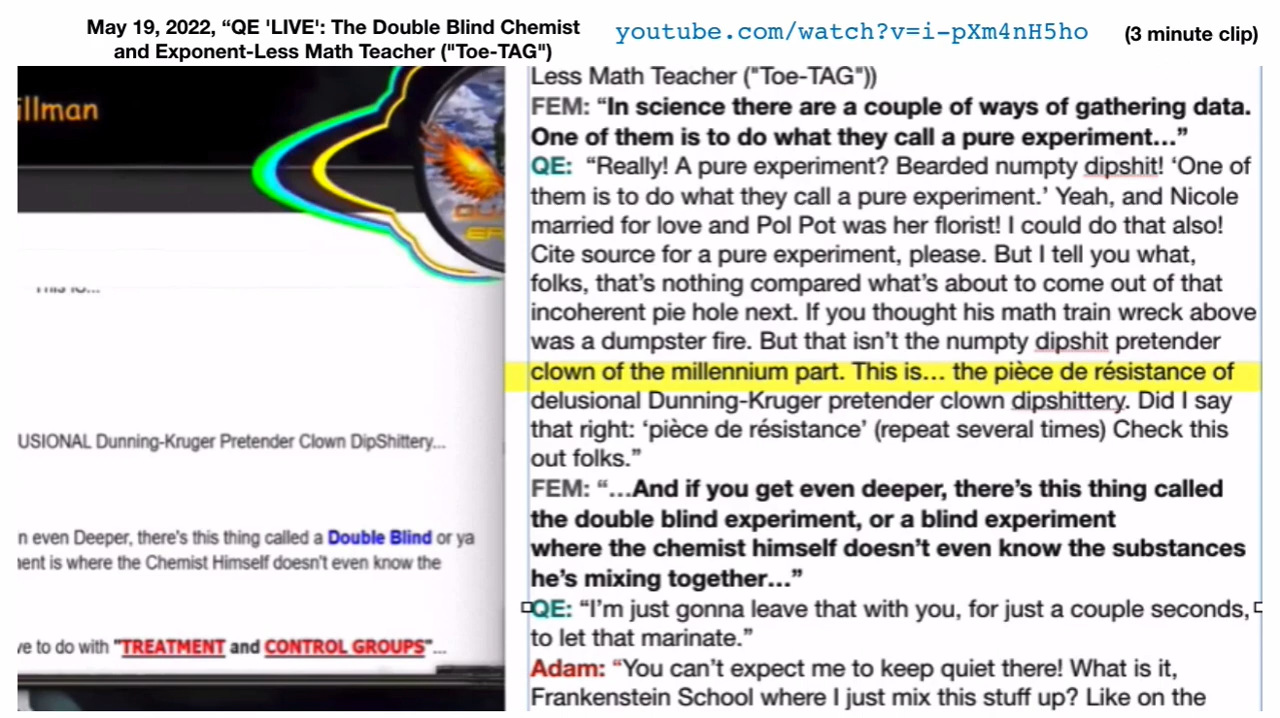 May 19, 2022, “QE 'LIVE': The Double Blind Chemist
and Exponent-Less Math Teacher ("Toe-TAG")
youtube.com/watch?v=i-pXm4nH5ho
(3 minute clip)
illman
USIONAL Dunning-Kruger Pretender Clown DipShittery...
n even Deeper, there's this thing called a Double Blind or ya
ent is where the Chemist Himself doesn't even know the
ve to do with "TREATMENT and CONTROL GROUPS"...
Less Math Teacher ("Toe-TAG"))
FEM: “In science there are a couple of ways of gathering data.
One of them is to do what they call a pure experiment…”
QE: “Really! A pure experiment? Bearded numpty dipshit! ‘One of
them is to do what they call a pure experiment.’ Yeah, and Nicole
married for love and Pol Pot was her florist! I could do that also!
Cite source for a pure experiment, please. But I tell you what,
folks, that’s nothing compared what’s about to come out of that
incoherent pie hole next. If you thought his math train wreck above
was a dumpster fire. But that isn’t the numpty dipshit pretender
clown of the millennium part. This is… the pièce de résistance of
delusional Dunning-Kruger pretender clown dipshittery. Did I say
that right: ‘pièce de résistance’ (repeat several times) Check this
out folks.”
FEM: “…And if you get even deeper, there’s this thing called
the double blind experiment, or a blind experiment
where the chemist himself doesn’t even know the substances
he’s mixing together…”
QE: “I’m just gonna leave that with you, for just a couple seconds,
to let that marinate.”
Adam: “You can’t expect me to keep quiet there! What is it,
Frankenstein School where I just mix this stuff up? Like on the